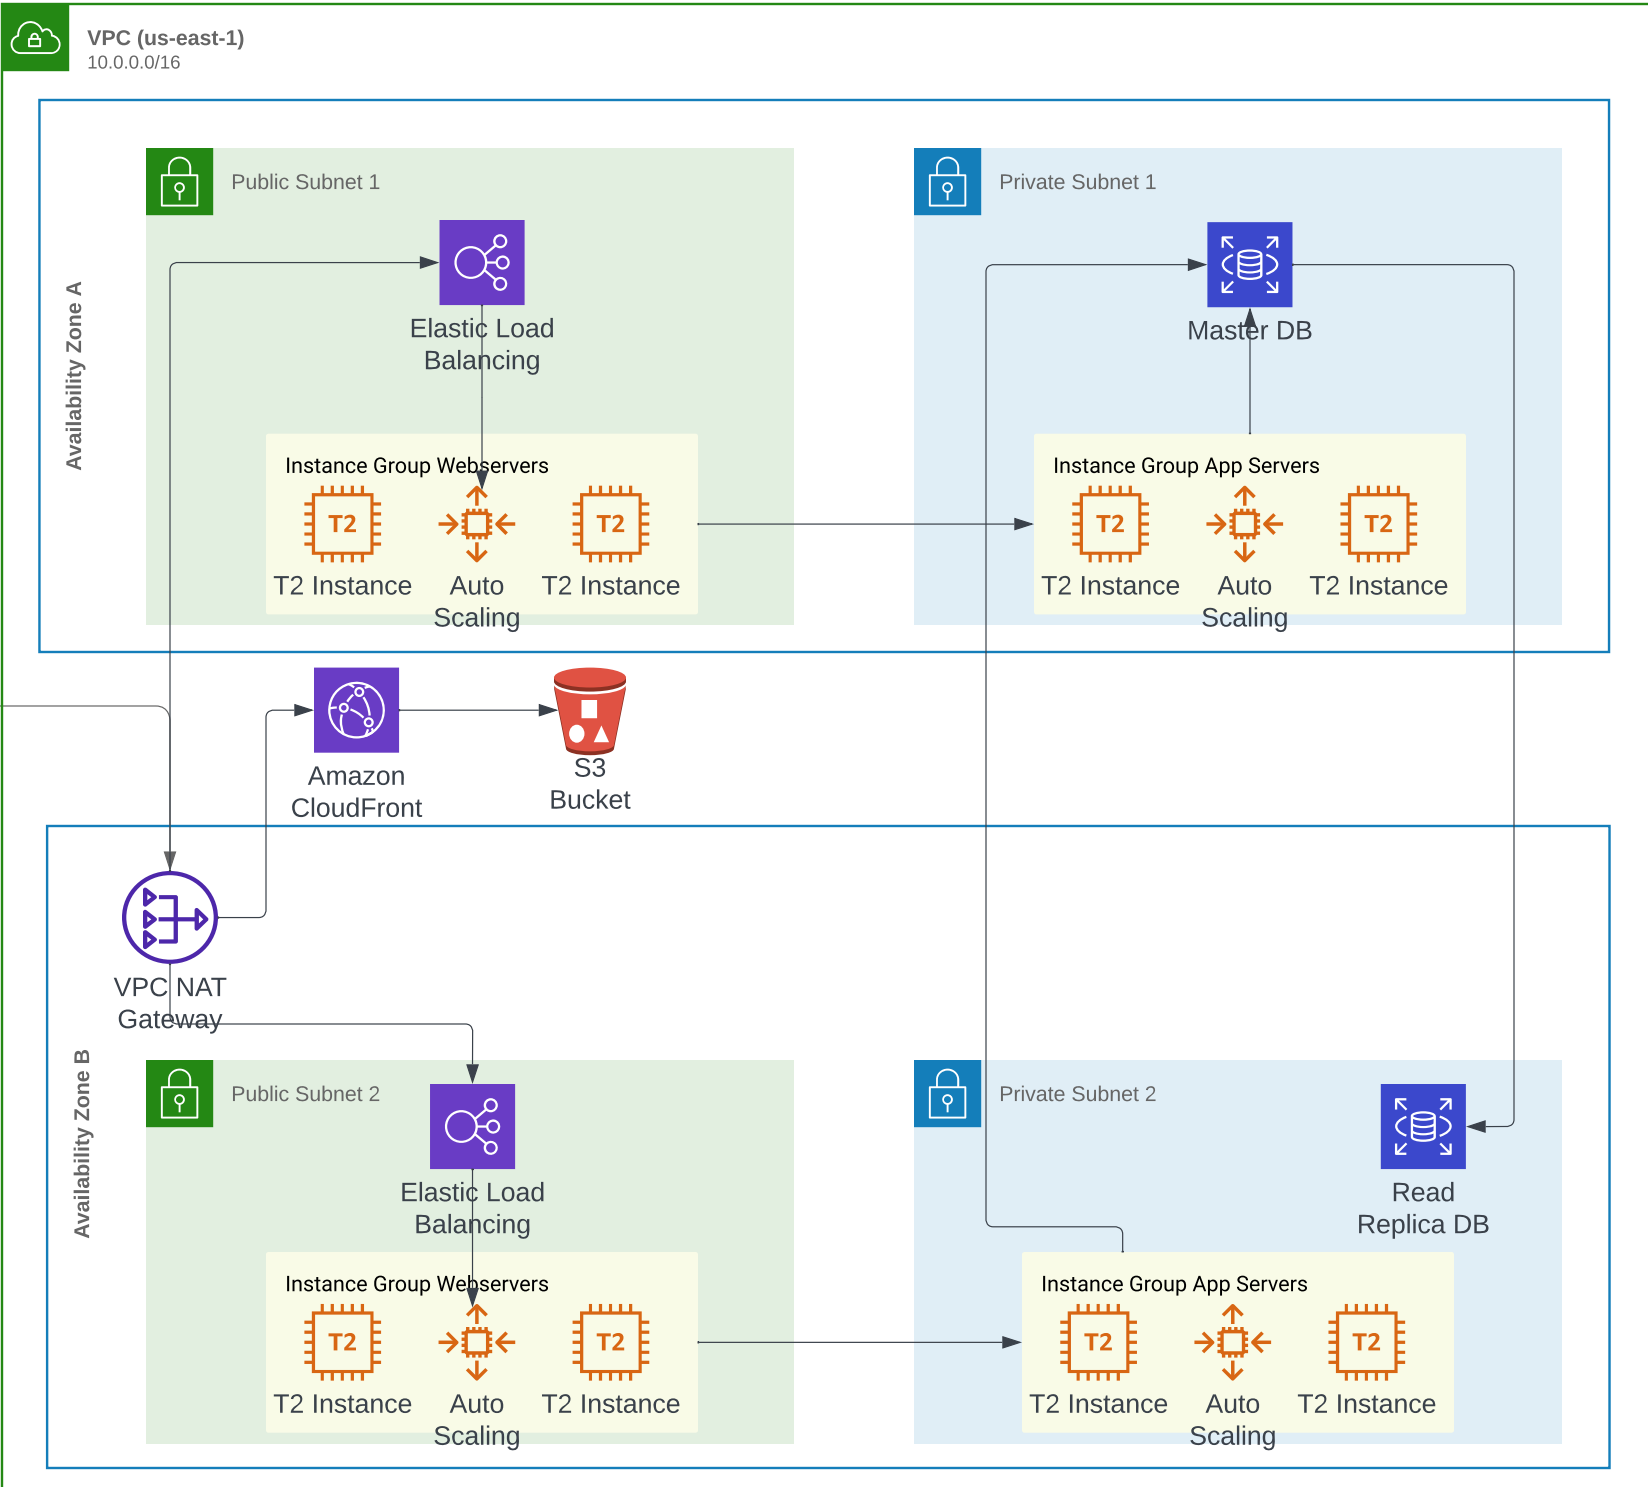 VPC (us-east-1)
10.0.0.0/16
Availability Zone A
Public Subnet 1
Elastic Load
Balancing
Instance Group Webservers
T2
T2
T2 Instance
Auto
Scaling
T2 Instance
Private Subnet 1
Master DB
Instance Group App Servers
T2
T2
T2 Instance
Auto
Scaling
T2 Instance
Amazon
CloudFront
S3
Bucket
VPC NAT
Gateway
Availability Zone B
Public Subnet 2
Elastic Load
Balancing
Instance Group Webservers
T2
T2
T2 Instance
Auto
Scaling
T2 Instance
Private Subnet 2
Read
Replica DB
Instance Group App Servers
T2
T2
T2 Instance
Auto
Scaling
T2 Instance